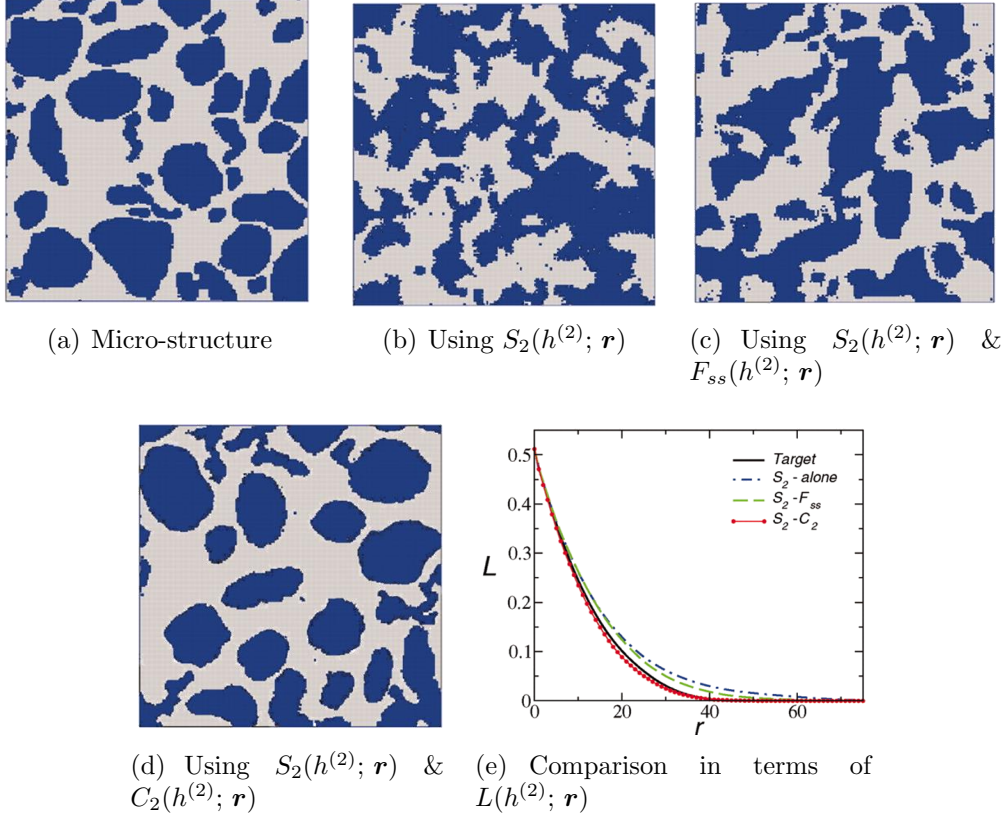 (a) Micro-structure
(b) Using S₂(h⁽²⁾; r)
(c) Using S₂(h⁽²⁾; r) &
Fₛₛ(h⁽²⁾; r)
0.5
0.4
0.3
0.2
0.1
0
L
0
20
40
60
r
Target
S₂ - alone
S₂ - Fₛₛ
S₂ - C₂
(d) Using S₂(h⁽²⁾; r) &
C₂(h⁽²⁾; r)
(e) Comparison in terms of
L(h⁽²⁾; r)